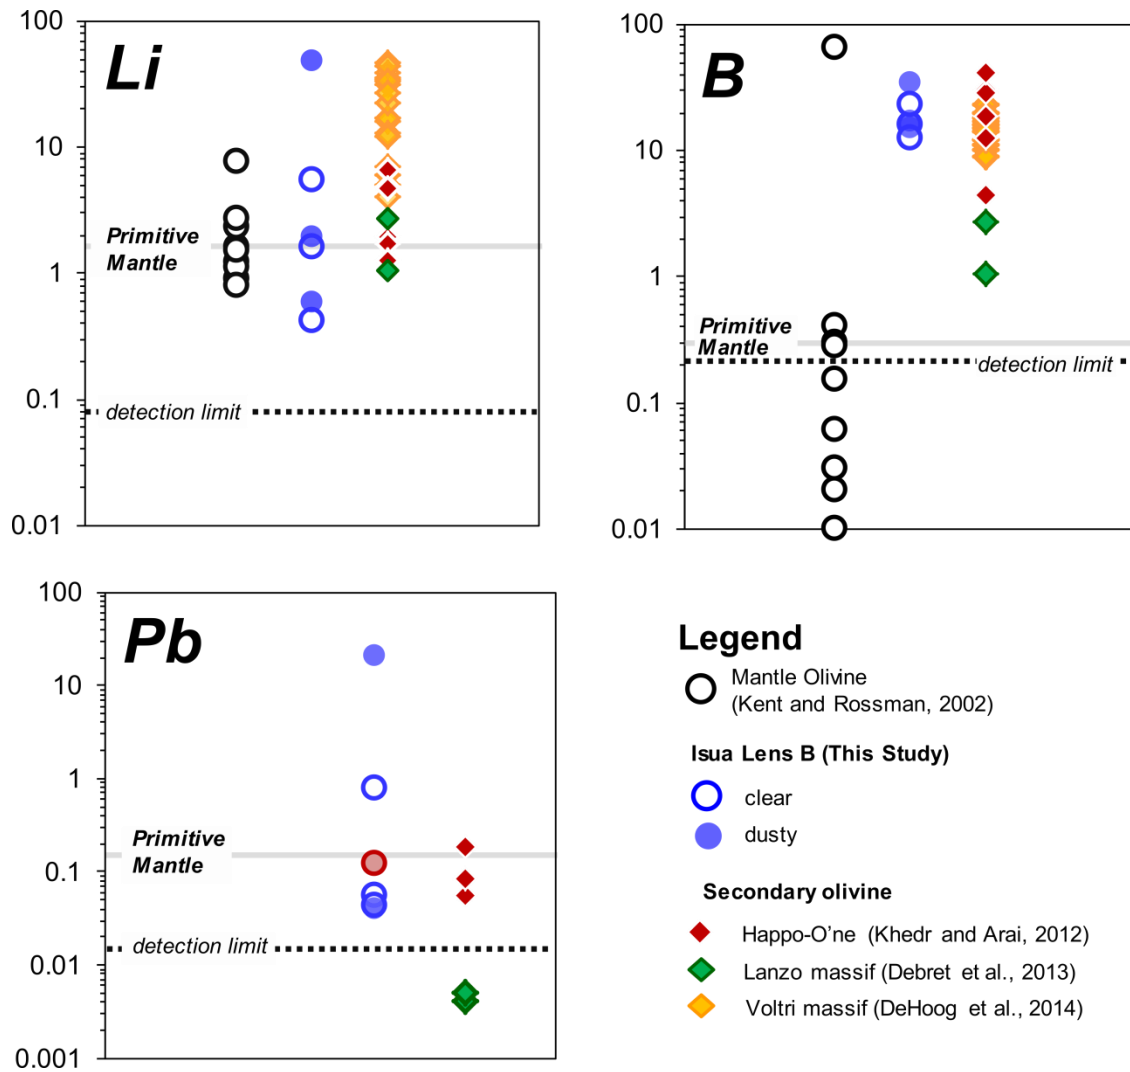 Li
100
10
1
0.1
0.01
Primitive
Mantle
detection limit
B
100
10
1
0.1
0.01
Primitive
Mantle
detection limit
Pb
100
10
1
0.1
0.01
0.001
Primitive
Mantle
detection limit
Legend
Mantle Olivine
(Kent and Rossman, 2002)
Isua Lens B (This Study)
clear
dusty
Secondary olivine
Happo-O'ne (Khedr and Arai, 2012)
Lanzo massif (Debret et al., 2013)
Voltri massif (DeHoog et al., 2014)